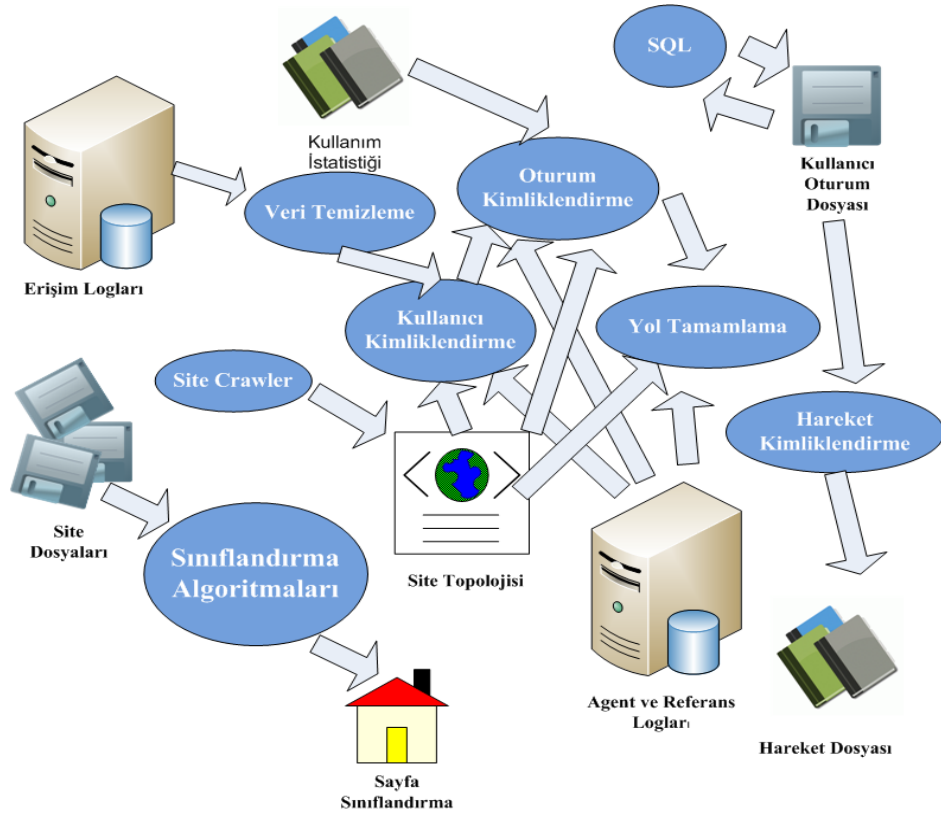 SQL
Kullanım
İstatistiği
Kullanıcı
Oturum
Dosyası
Oturum
Kimliklendirme
Veri Temizleme
Erişim Logları
Kullanıcı
Kimliklendirme
Yol Tamamlama
Site Crawler
Hareket
Kimliklendirme
Site
Dosyaları
Sınıflandırma
Algoritmaları
Site Topolojisi
Agent ve Referans
Logları
Hareket Dosyası
Sayfa
Sınıflandırma